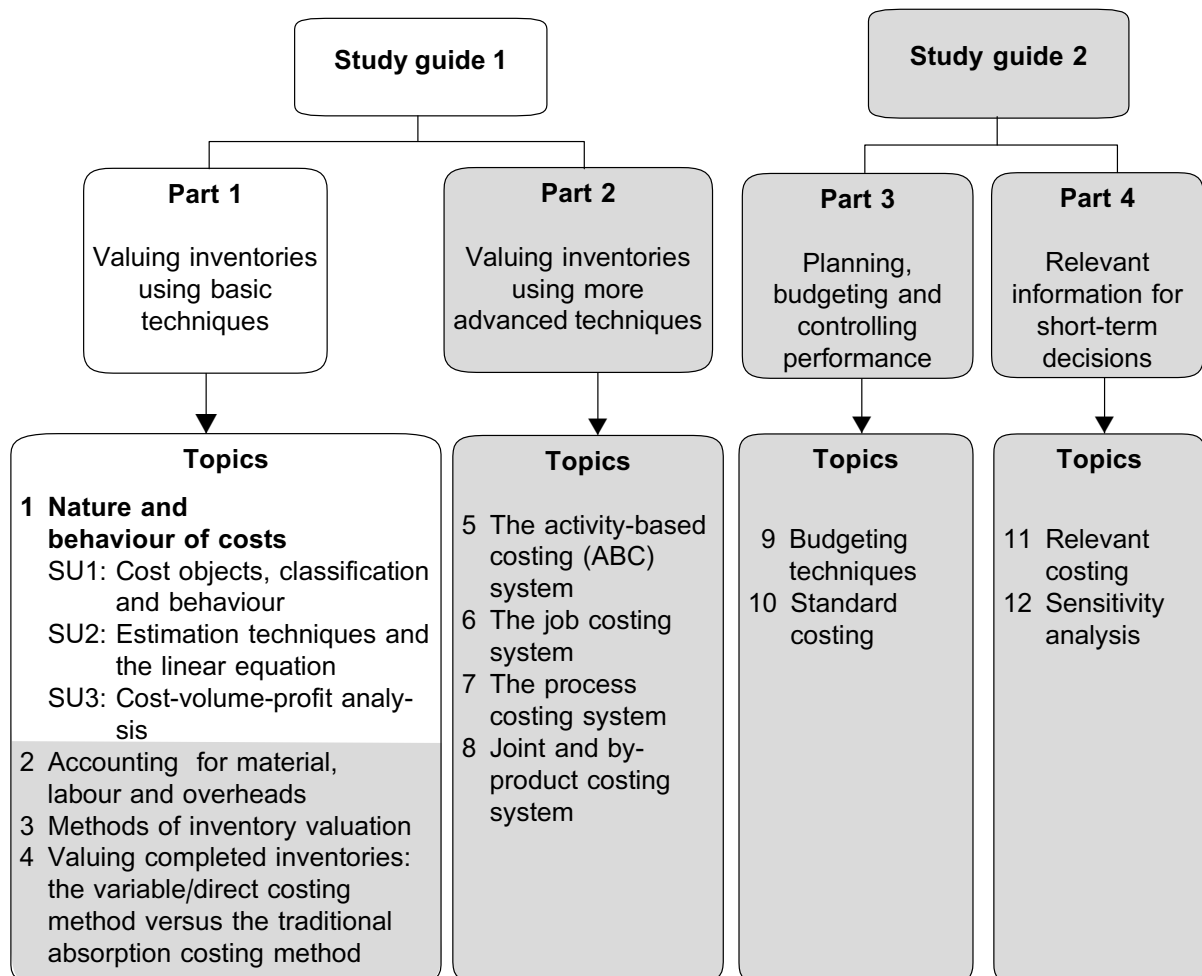 Study guide 1
Study guide 2
Part 1
Valuing inventories
using basic
techniques
Part 2
Valuing inventories
using more
advanced techniques
Part 3
Planning,
budgeting and
controlling
performance
Part 4
Relevant
information for
short-term
decisions
Topics
1 Nature and
behaviour of costs
SU1: Cost objects, classification
and behaviour
SU2: Estimation techniques and
the linear equation
SU3: Cost-volume-profit analy-
sis
2 Accounting for material,
labour and overheads
3 Methods of inventory valuation
4 Valuing completed inventories:
the variable/direct costing
method versus the traditional
absorption costing method
Topics
5 The activity-based
costing (ABC)
system
6 The job costing
system
7 The process
costing system
8 Joint and by-
product costing
system
Topics
9 Budgeting
techniques
10 Standard
costing
Topics
11 Relevant
costing
12 Sensitivity
analysis